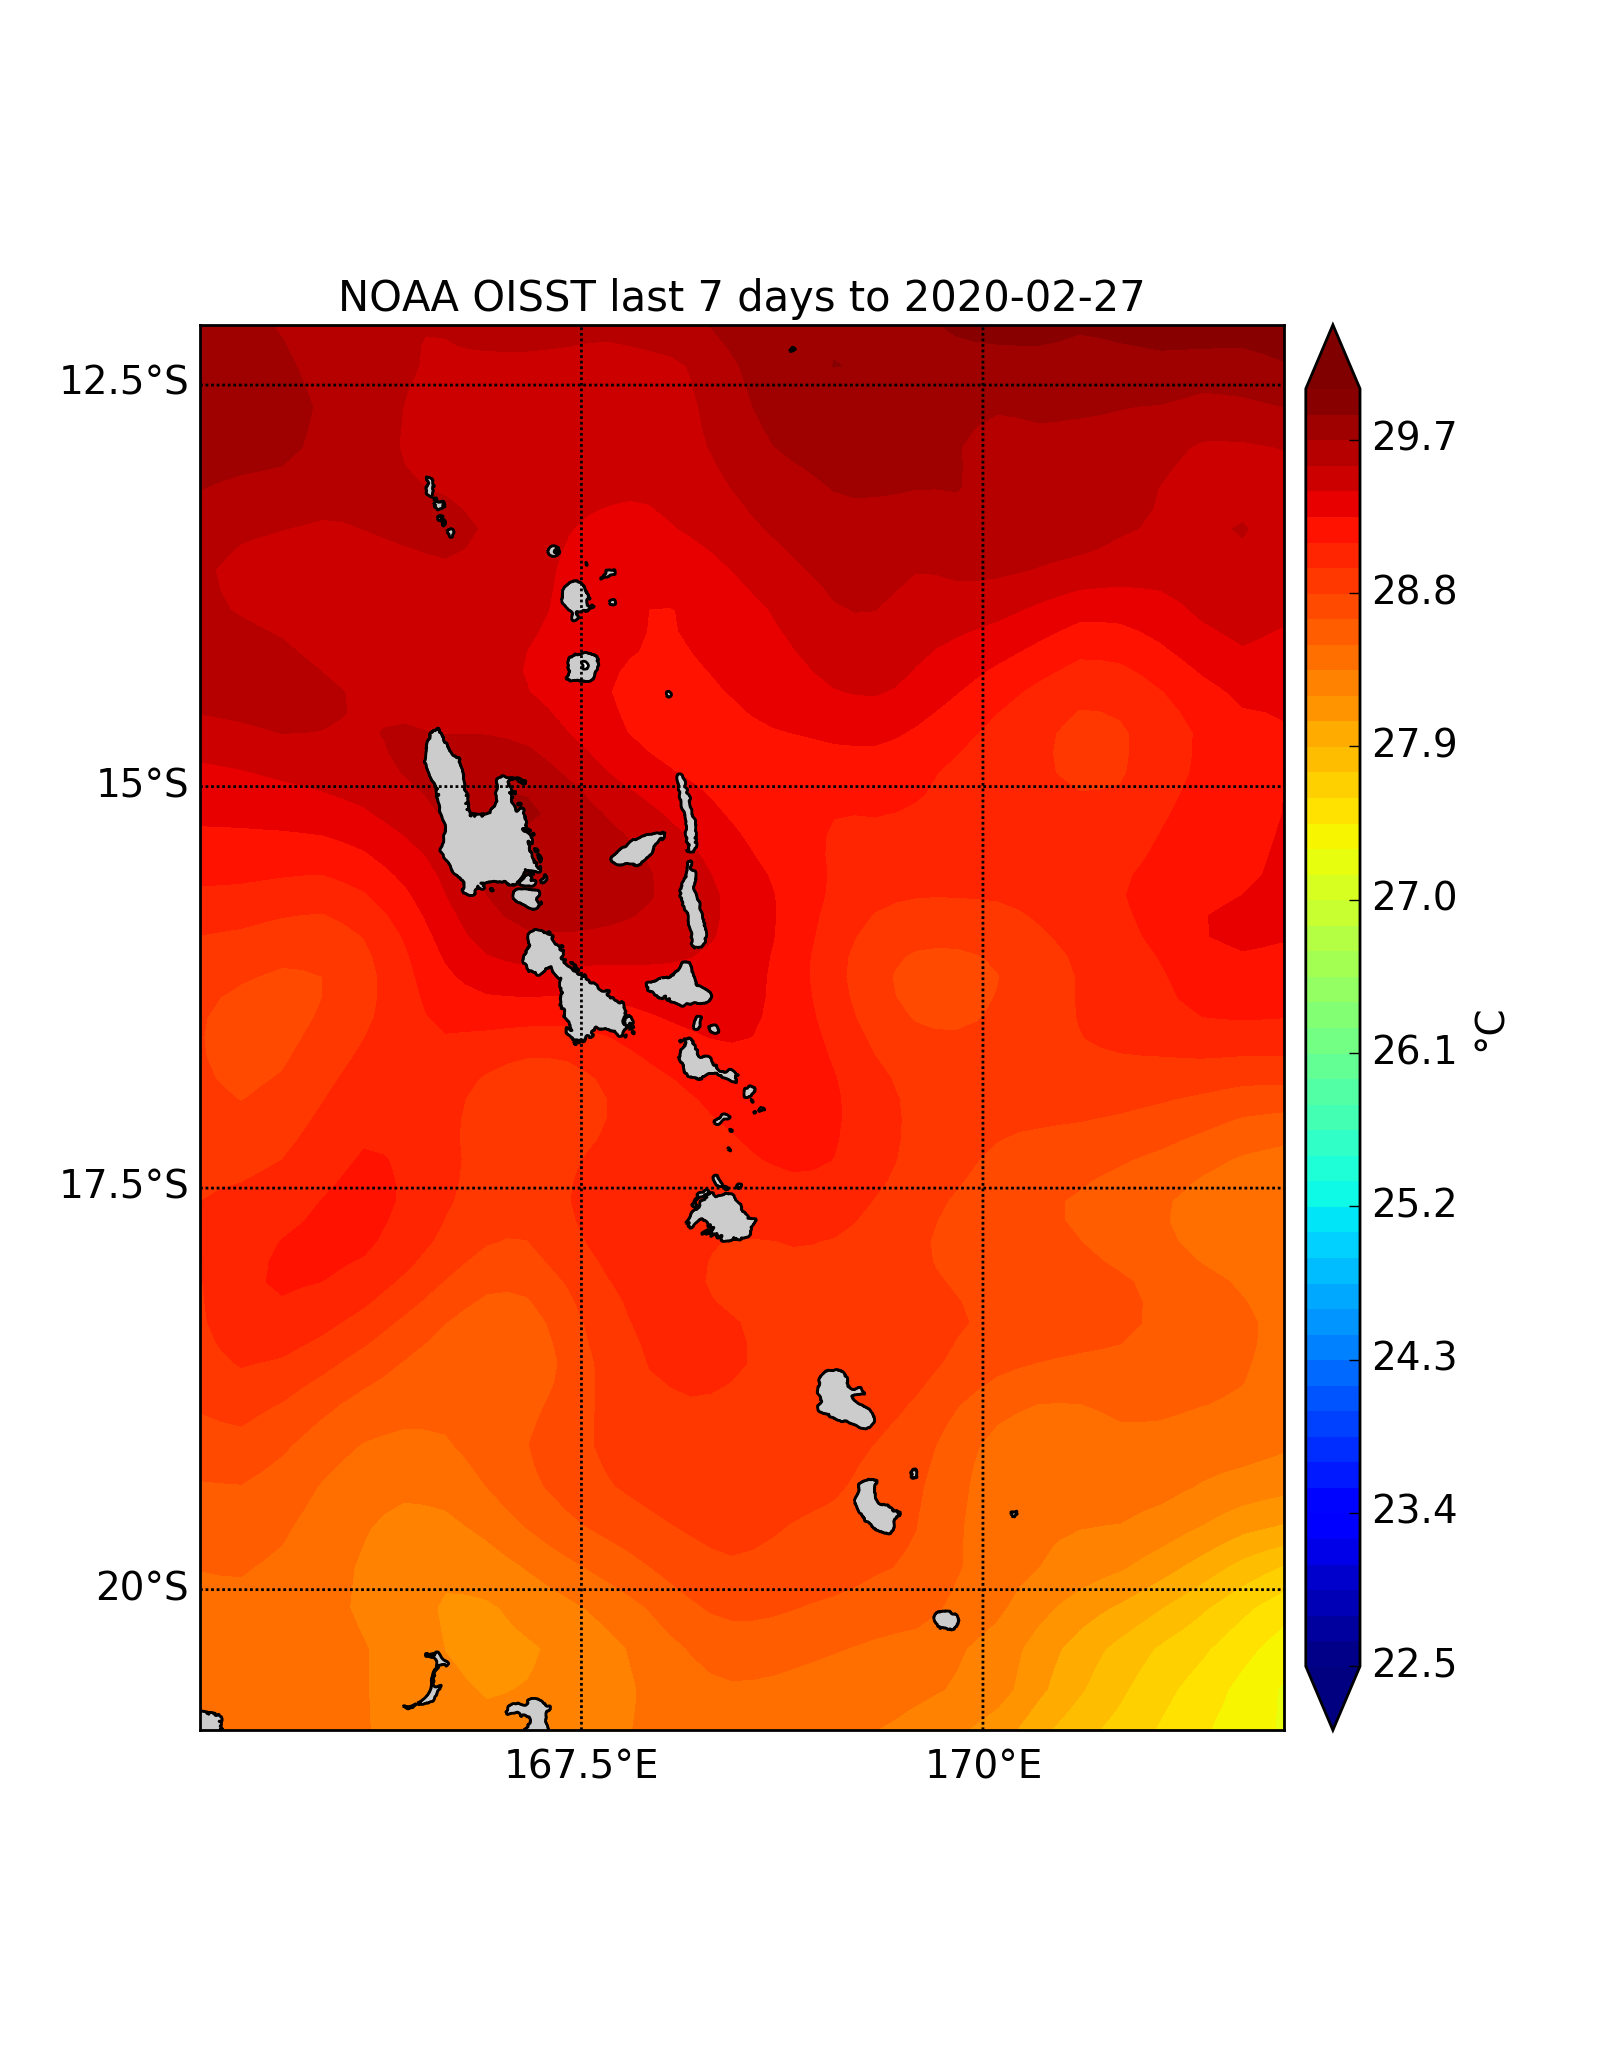 NOAA OISST last 7 days to 2020-02-27
12.5°S
15°S
17.5°S
20°S
167.5°E
170°E
29.7
28.8
27.9
27.0
26.1
25.2
24.3
23.4
22.5
°C